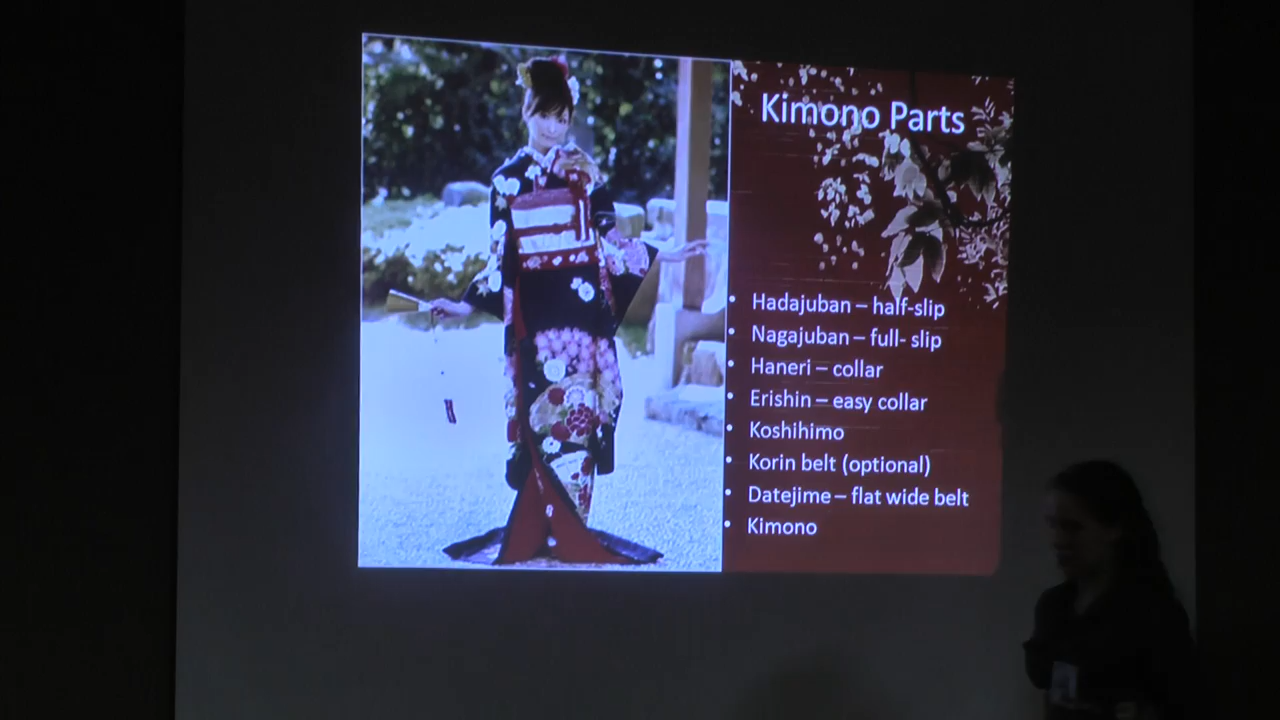 Kimono Parts
• Hadajuban – half-slip
• Nagajuban – full- slip
• Haneri – collar
• Erishin – easy collar
• Koshihimo
• Korin belt (optional)
• Datejime – flat wide belt
• Kimono